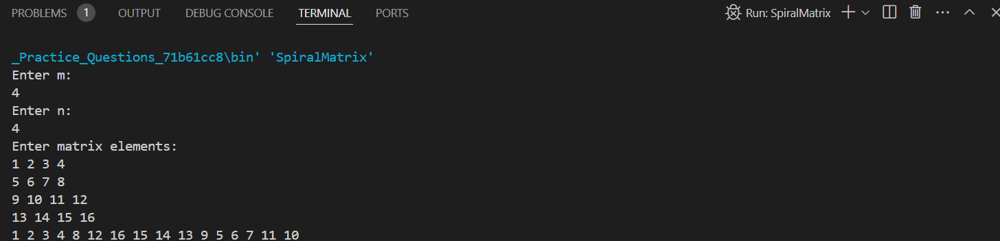 PROBLEMS 1 OUTPUT DEBUG CONSOLE TERMINAL PORTS Run: SpiralMatrix
_Practice_Questions_71b61cc8\bin' 'SpiralMatrix'
Enter m:
4
Enter n:
4
Enter matrix elements:
1 2 3 4
5 6 7 8
9 10 11 12
13 14 15 16
1 2 3 4 8 12 16 15 14 13 9 5 6 7 11 10